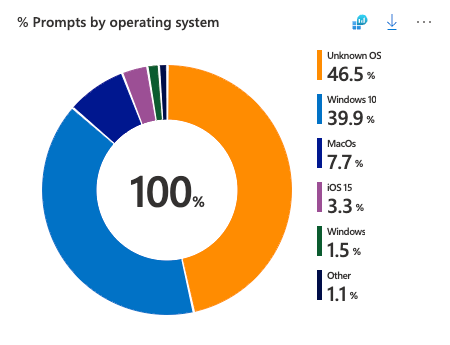 % Prompts by operating system
Unknown OS
46.5 %
Windows 10
39.9 %
MacOs
7.7 %
iOS 15
3.3 %
Windows
1.5 %
Other
1.1 %
100%